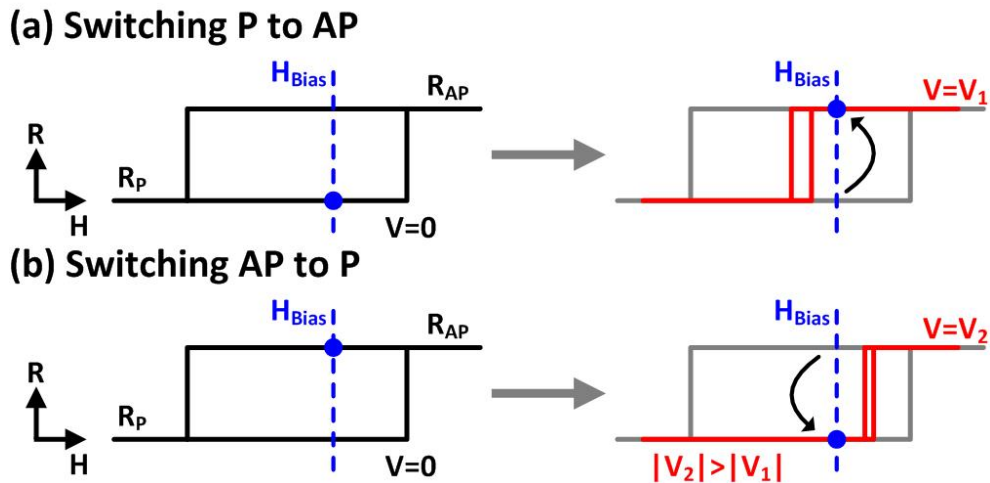 (a) Switching P to AP
H_Bias
R_AP
R
R_P
H
V=0
H_Bias
V=V_1
(b) Switching AP to P
H_Bias
R_AP
R
R_P
H
V=0
H_Bias
V=V_2
|V_2|>|V_1|